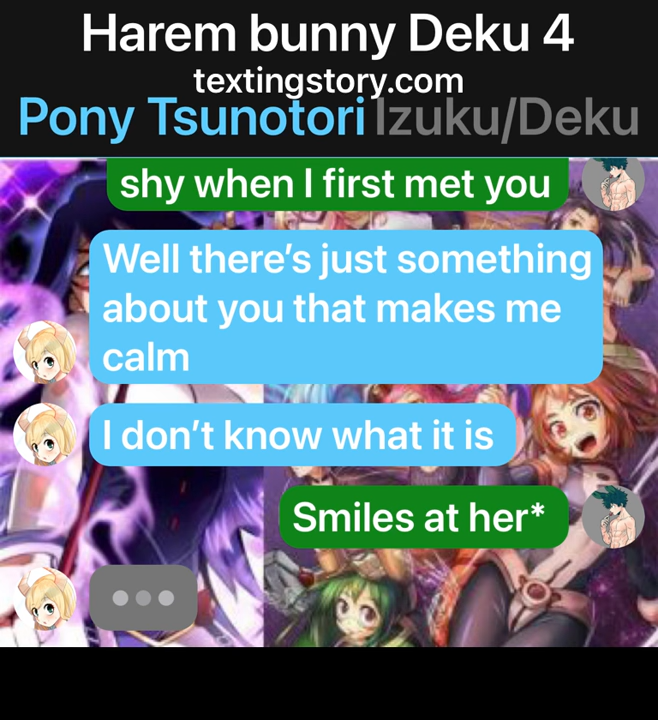 Harem bunny Deku 4
textingstory.com
Pony Tsunotori Izuku/Deku
shy when I first met you
Well there’s just something
about you that makes me
calm
I don’t know what it is
Smiles at her*